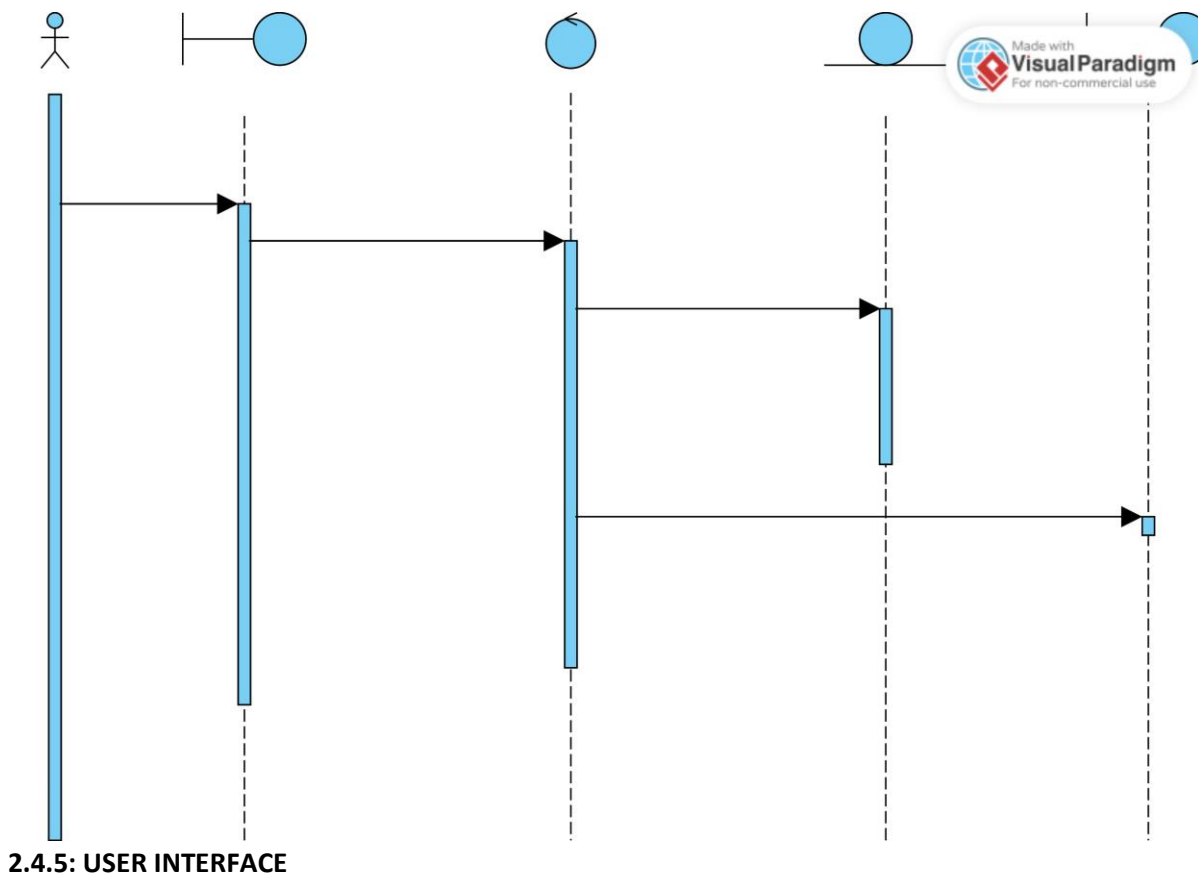 Made with
Visual Paradigm
For non-commercial use
2.4.5: USER INTERFACE